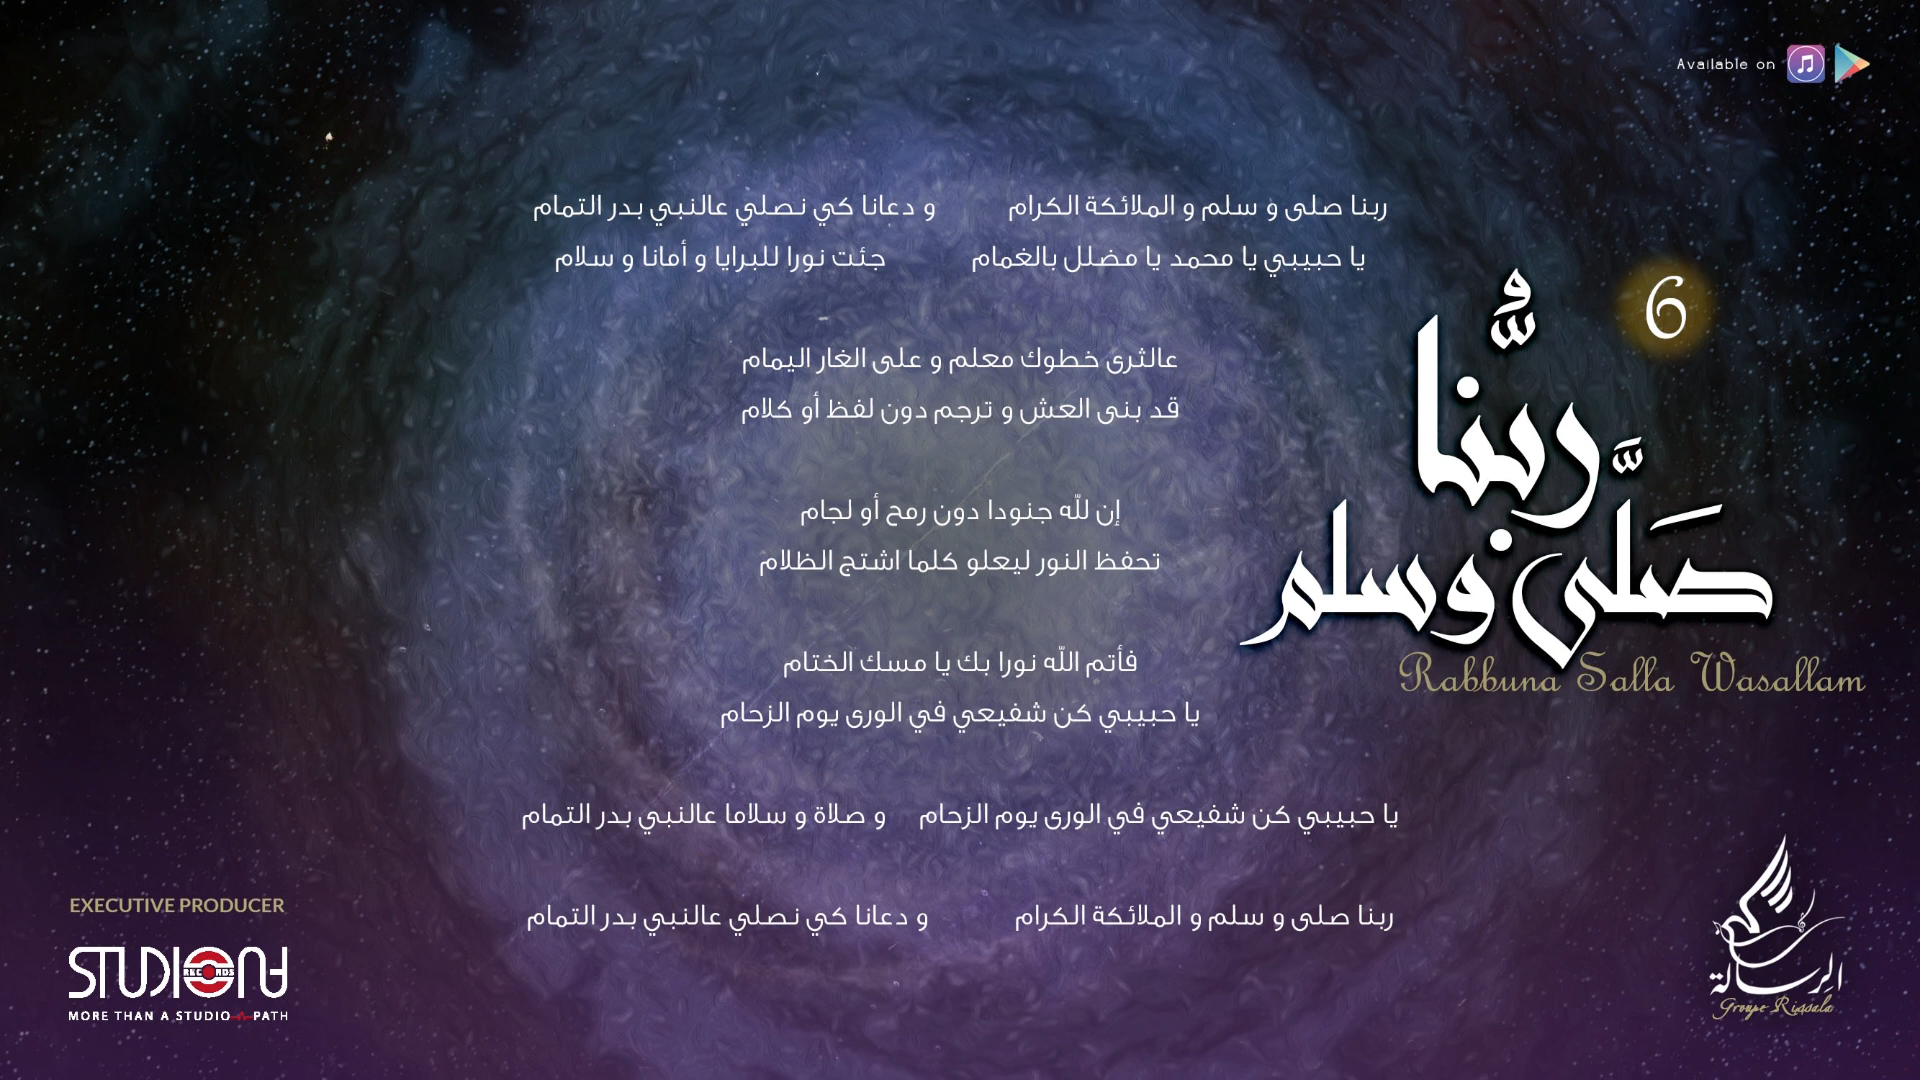 Available on
ربنا صلى و سلم و الملائكة الكرام و دعانا كي نصلي عالنبي بدر التمام
يا حبيبي يا محمد يا مضلل بالغمام جئت نورا للبرايا و أمانا و سلام
عالثرى خطوك معلم و على الغار اليمام
قد بنى العش و ترجم دون لفظ أو كلام
إن للّه جنودا دون رمح أو لجام
تحفظ النور ليعلو كلما اشتج الظلام
فأتم اللّه نورا بك يا مسك الختام
يا حبيبي كن شفيعي في الورى يوم الزحام
يا حبيبي كن شفيعي في الورى يوم الزحام و صلاة و سلاما عالنبي بدر التمام
ربنا صلى و سلم و الملائكة الكرام و دعانا كي نصلي عالنبي بدر التمام
6
ربُّنا
صَلَّى وسلم
Rabbuna Salla Wasallam
EXECUTIVE PRODUCER
STUDIO
RECORDS
MORE THAN A STUDIO PATH
الرسالة
Groupe Rissala